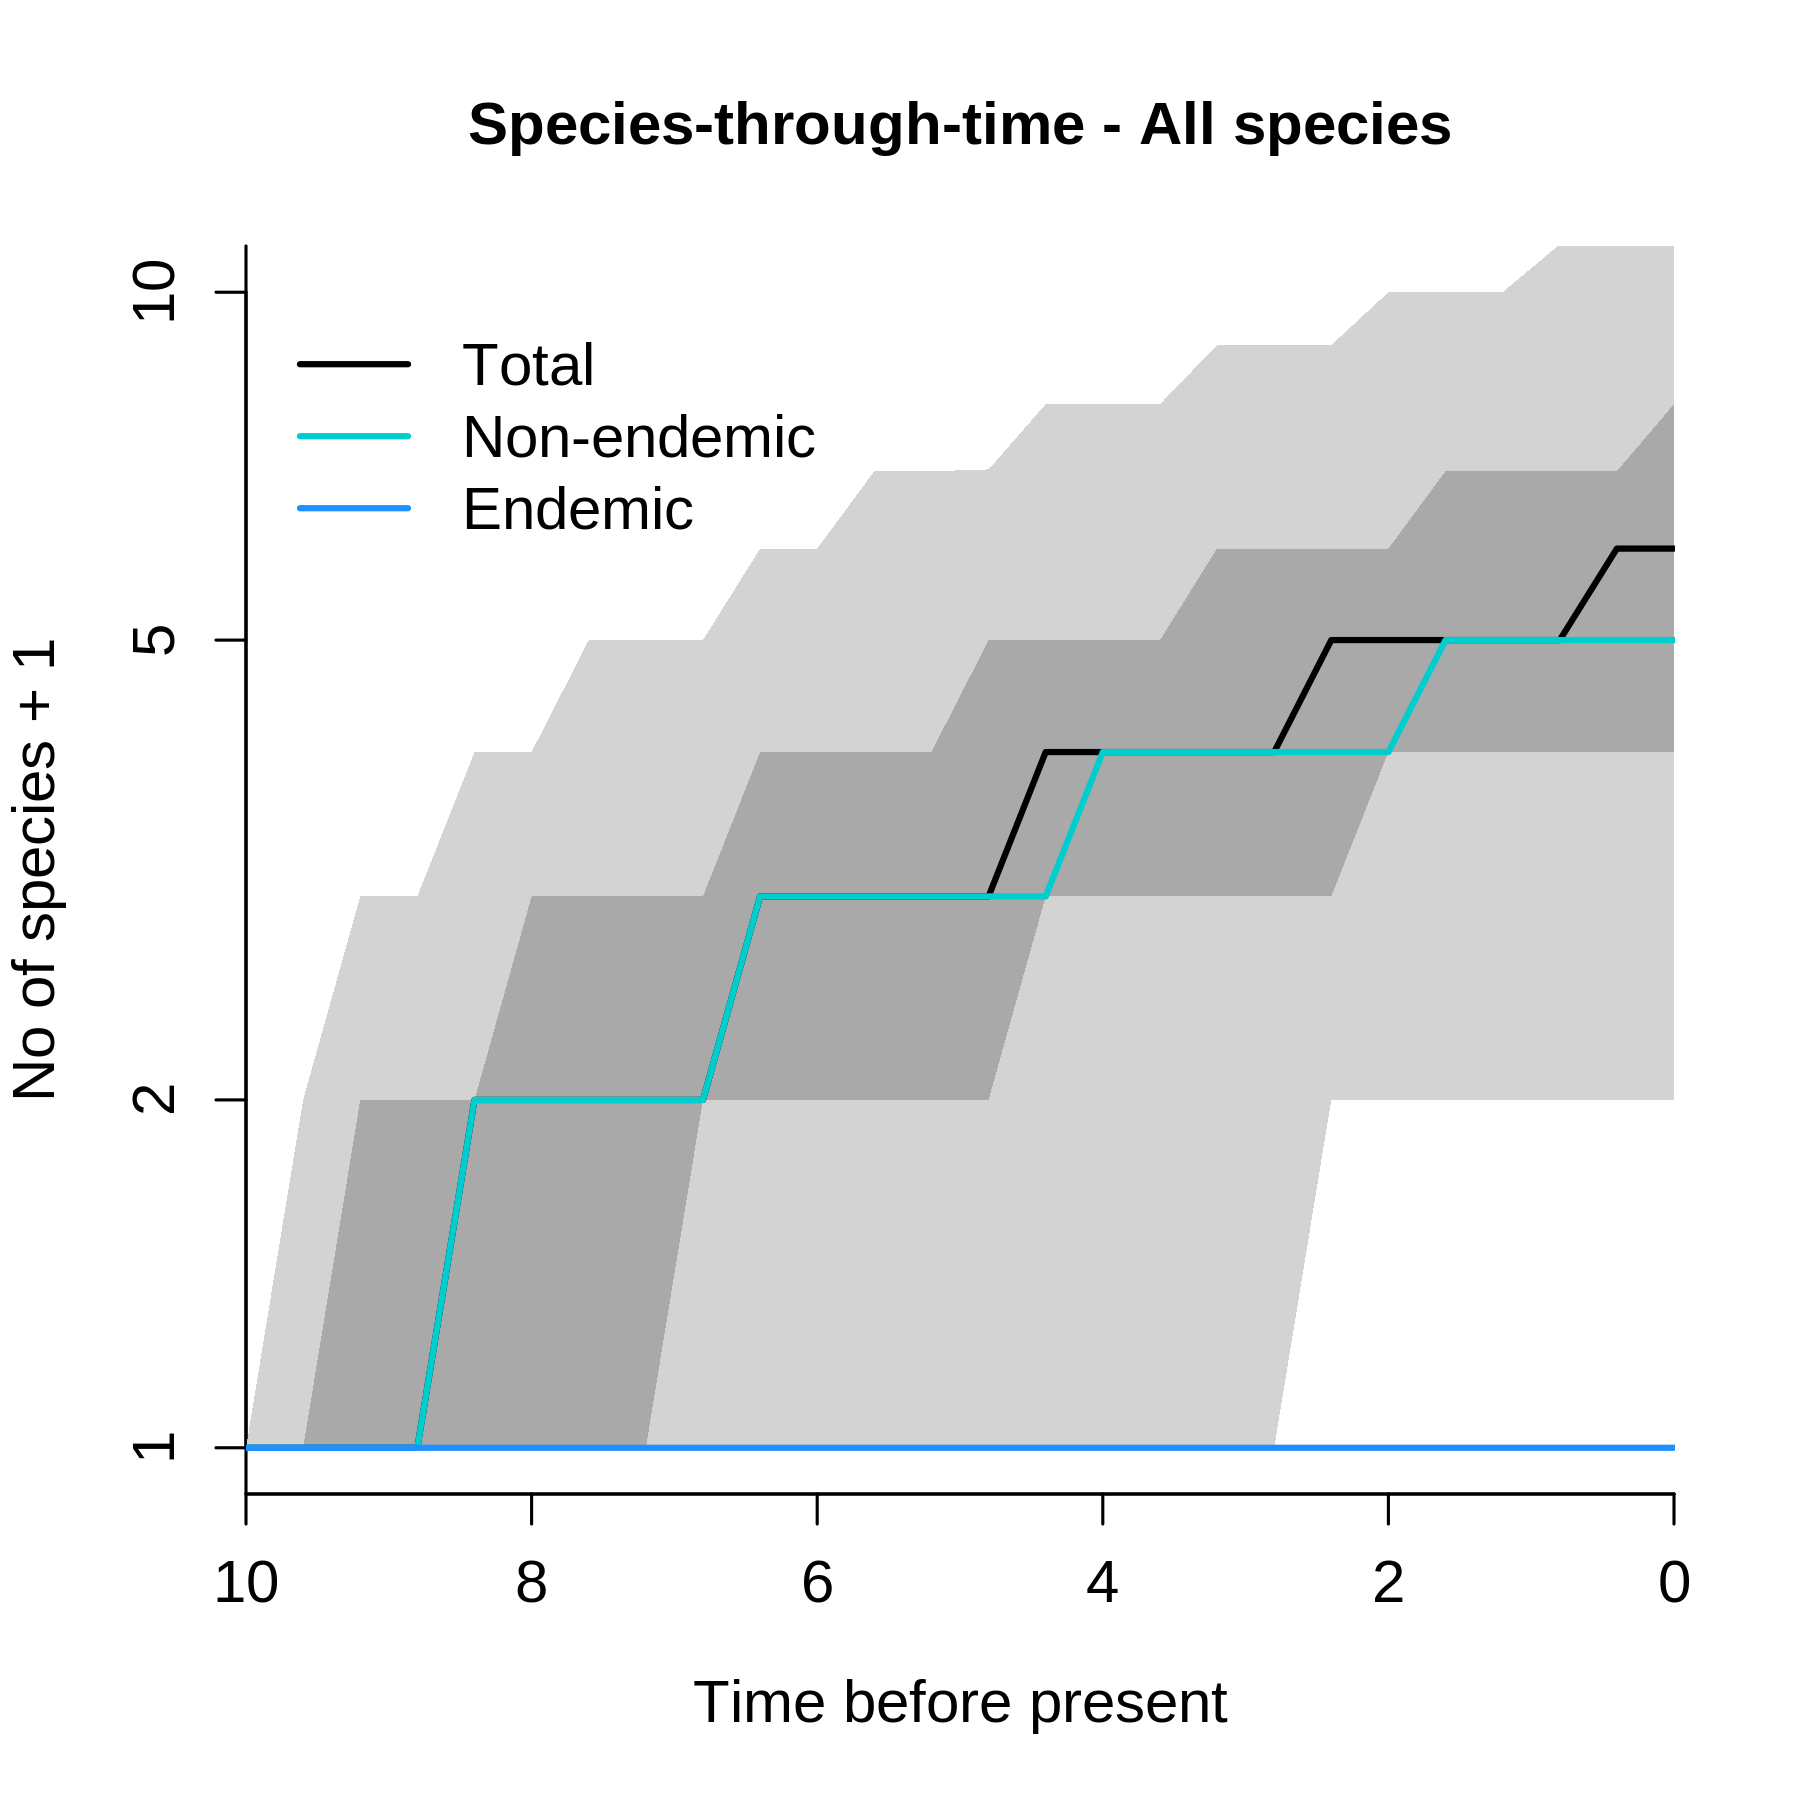 Species-through-time - All species
Total
Non-endemic
Endemic
No of species + 1
10
5
2
1
10 8 6 4 2 0
Time before present